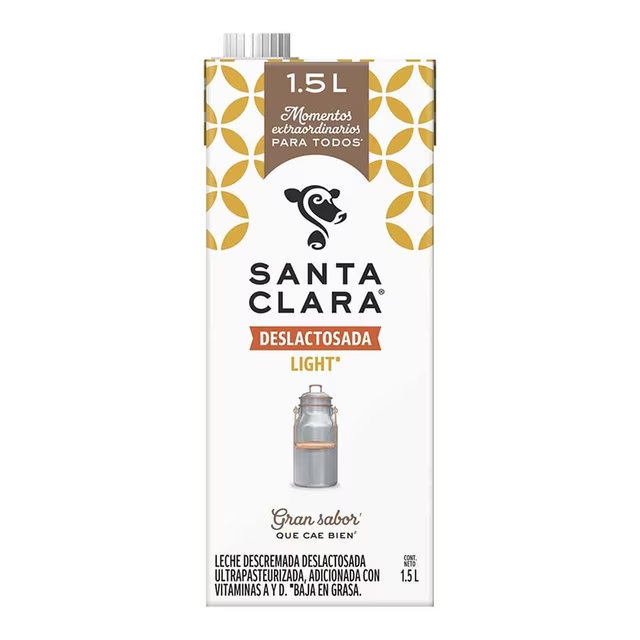 1.5 L
Momentos
extraordinarios
PARA TODOS'
SANTA
CLARA®
DESLACTOSADA
LIGHT*
Gran sabor'
QUE CAE BIEN'
LECHE DESCREMADA DESLACTOSADA
ULTRAPASTEURIZADA, ADICIONADA CON
VITAMINAS A Y D. *BAJA EN GRASA.
CONT.
NETO
1.5 L